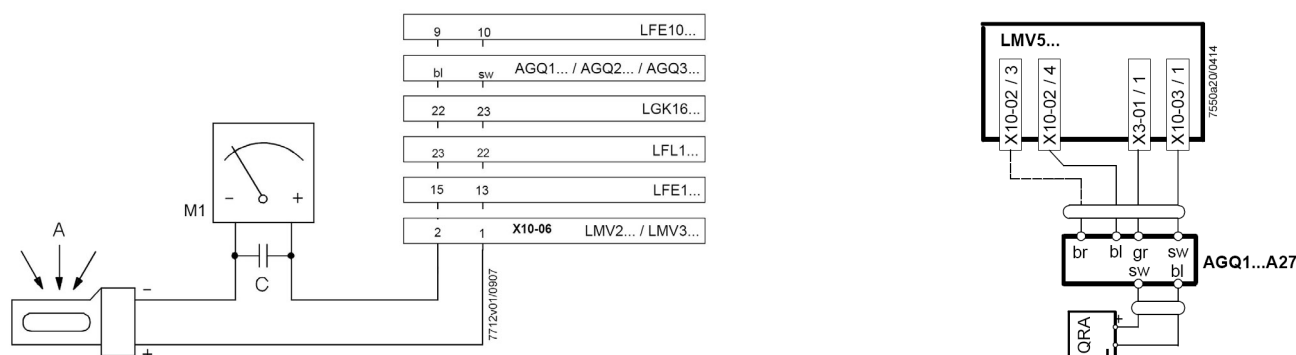 9 10 LFE10...
bl sw AGQ1... / AGQ2... / AGQ3...
22 23 LGK16...
23 22 LFL1...
15 13 LFE1...
2 1 X10-06 LMV2... / LMV3...
7712v01/0907
M1
- +
C
A
-
+
LMV5...
X10-02 / 3
X10-02 / 4
X3-01 / 1
X10-03 / 1
7550a20/0414
br bl gr sw
sw bl
AGQ1...A27
QRA
+
-